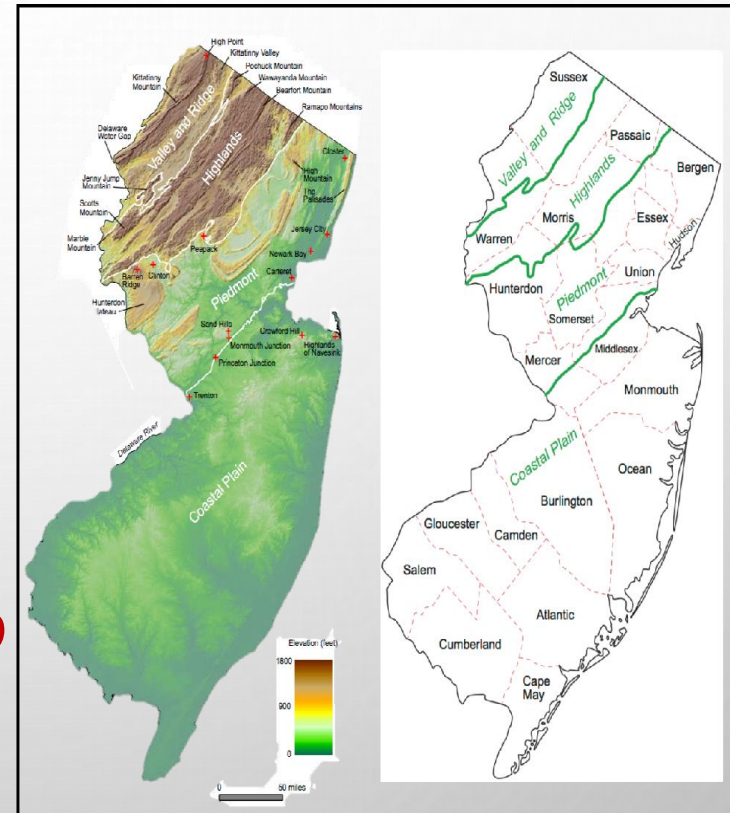 High Point
Kittatinny Valley
Pochuck Mountain
Wawayanda Mountain
Bearfort Mountain
Ramapo Mountains
Kittatinny
Mountain
Delaware
Water Gap
Jenny Jump
Mountain
Scotts
Mountain
Marble
Mountain
Valley and Ridge
Highlands
Closter
High
Mountain
The
Palisades
Jersey City
Newark Bay
Carteret
Peapack
Clinton
Barren
Ridge
Hunterdon
Piedmont
Sand Hills
Monmouth Junction
Princeton Junction
Crawford Hill
Highlands
of Navesink
Trenton
Delaware River
Coastal Plain
Elevation (feet)
1800
900
0
0 50 miles
Sussex
Valley and Ridge
Passaic
Bergen
Highlands
Morris
Essex
Hudson
Warren
Hunterdon
Piedmont
Union
Somerset
Middlesex
Mercer
Monmouth
Coastal Plain
Ocean
Burlington
Gloucester
Camden
Salem
Atlantic
Cumberland
Cape
May